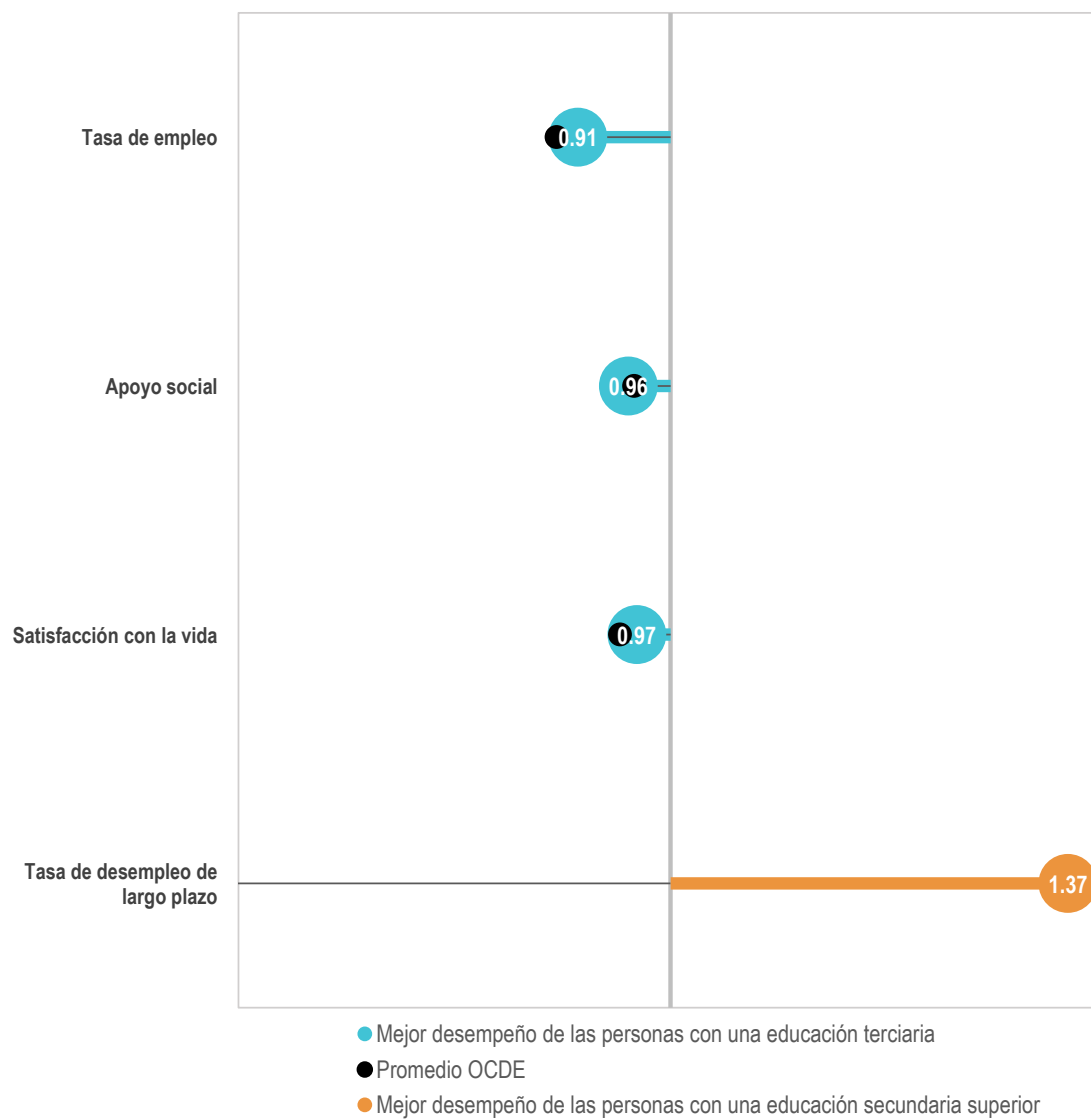 Tasa de empleo
0.91
Apoyo social
0.96
Satisfacción con la vida
0.97
Tasa de desempleo de
largo plazo
1.37
Mejor desempeño de las personas con una educación terciaria
Promedio OCDE
Mejor desempeño de las personas con una educación secundaria superior